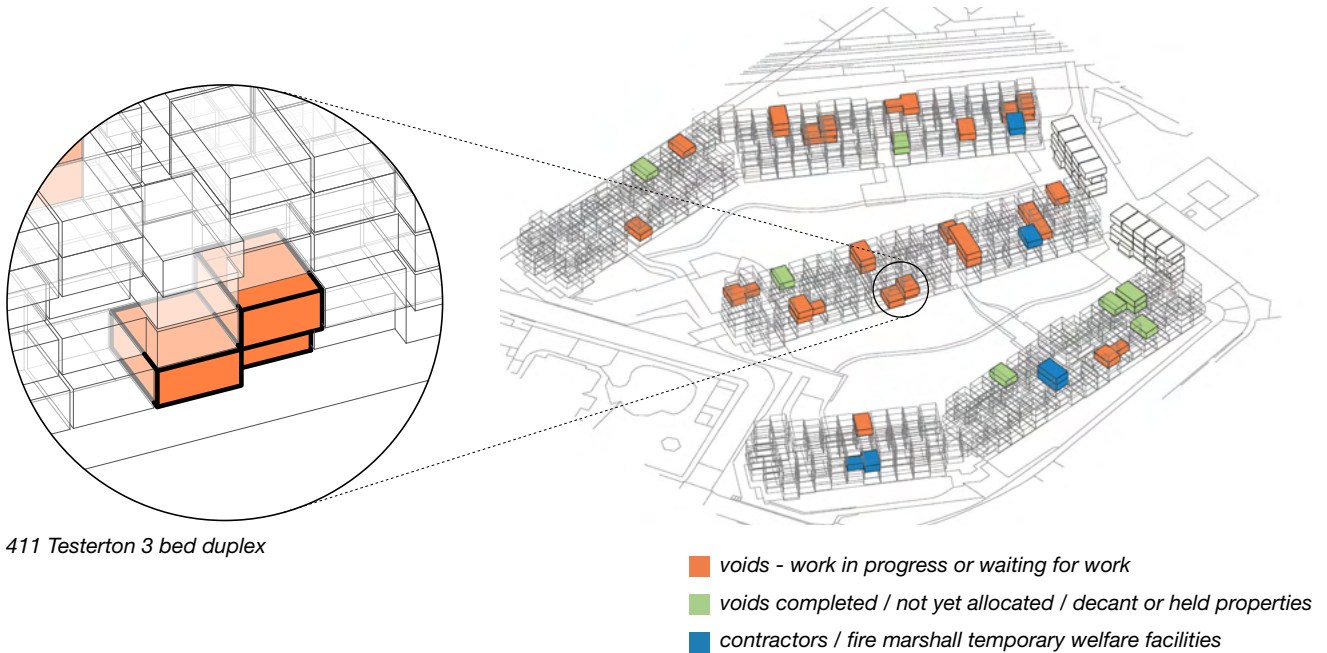 411 Testerton 3 bed duplex
voids - work in progress or waiting for work
voids completed / not yet allocated / decant or held properties
contractors / fire marshall temporary welfare facilities